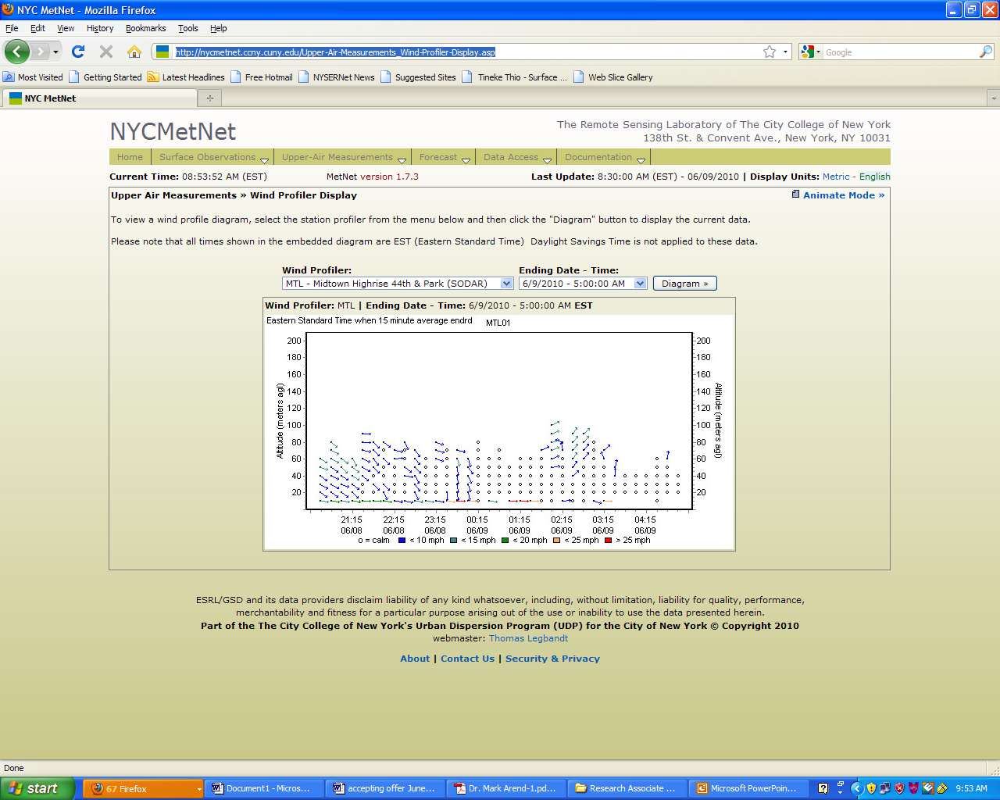 NYC MetNet - Mozilla Firefox
File Edit View History Bookmarks Tools Help
http://nycmetnet.ccny.cuny.edu/Upper-Air-Measurements_Wind-Profiler-Display.asp
Google
Most Visited Getting Started Latest Headlines Free Hotmail NYSERNet News Suggested Sites Tineke Thio - Surface ... Web Slice Gallery
NYC MetNet
NYCMetNet
The Remote Sensing Laboratory of The City College of New York
138th St. & Convent Ave., New York, NY 10031
Home Surface Observations Upper-Air Measurements Forecast Data Access Documentation
Current Time: 08:53:52 AM (EST) MetNet version 1.7.3 Last Update: 8:30:00 AM (EST) - 06/09/2010 | Display Units: Metric - English
Upper Air Measurements » Wind Profiler Display Animate Mode »
To view a wind profile diagram, select the station profiler from the menu below and then click the "Diagram" button to display the current data.
Please note that all times shown in the embedded diagram are EST (Eastern Standard Time) Daylight Savings Time is not applied to these data.
Wind Profiler: Ending Date - Time:
MTL - Midtown Highrise 44th & Park (SODAR) 6/9/2010 - 5:00:00 AM Diagram »
Wind Profiler: MTL | Ending Date - Time: 6/9/2010 - 5:00:00 AM EST
Eastern Standard Time when 15 minute average endrd MTL01
200 200
180 180
160 160
140 140
120 120
100 100
80 80
60 60
40 40
20 20
Altitude (meters agl)
Altitude (meters agl)
21:15 22:15 23:15 00:15 01:15 02:15 03:15 04:15
06/08 06/08 06/08 06/09 06/09 06/09 06/09 06/09
o = calm < 10 mph < 15 mph < 20 mph < 25 mph > 25 mph
ESRL/GSD and its data providers disclaim liability of any kind whatsoever, including, without limitation, liability for quality, performance,
merchantability and fitness for a particular purpose arising out of the use or inability to use the data presented herein.
Part of the The City College of New York's Urban Dispersion Program (UDP) for the City of New York © Copyright 2010
webmaster: Thomas Legbandt
About | Contact Us | Security & Privacy
Done
start 67 Firefox Document1 - Micros... accepting offer June... Dr. Mark Arend-1.pd... Research Associate ... Microsoft PowerPoin... 9:53 AM